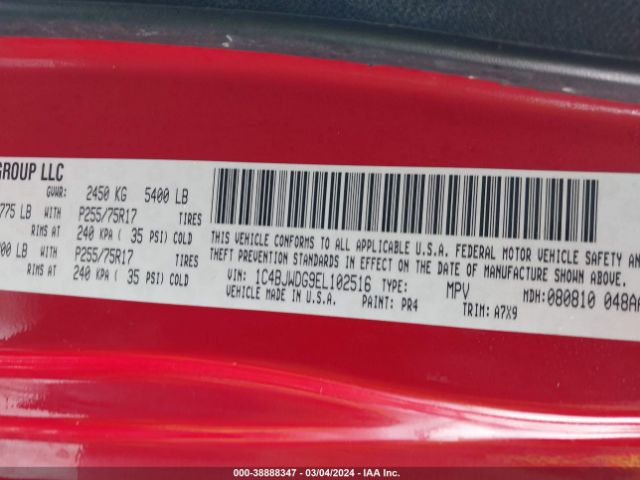 GROUP LLC
GVWR: 2450 KG 5400 LB
775 LB WITH P255/75R17 TIRES
RIMS AT 240 KPA ( 35 PSI) COLD
00 LB WITH P255/75R17 TIRES
RIMS AT 240 KPA ( 35 PSI) COLD
THIS VEHICLE CONFORMS TO ALL APPLICABLE U.S.A. FEDERAL MOTOR VEHICLE SAFETY AN
THEFT PREVENTION STANDARDS IN EFFECT ON THE DATE OF MANUFACTURE SHOWN ABOVE.
VIN: 1C4BJWDG9EL102516 TYPE: MPV MDH: 080810 048AA
VEHICLE MADE IN U.S.A. PAINT: PR4 TRIM: A7X9
000-38888347 | 03/04/2024 | IAA Inc.